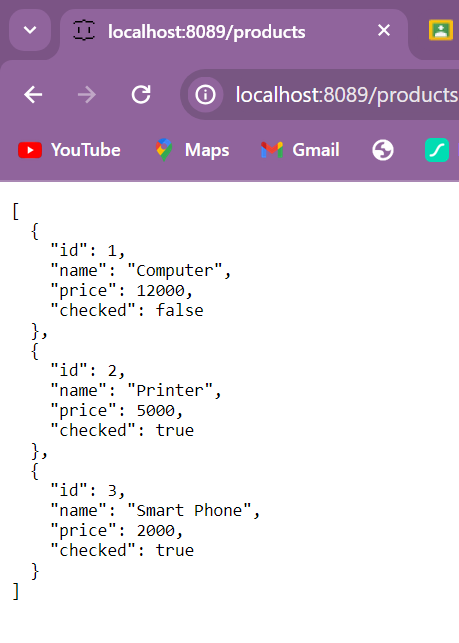 localhost:8089/products
localhost:8089/products
YouTube Maps Gmail
[
  {
    "id": 1,
    "name": "Computer",
    "price": 12000,
    "checked": false
  },
  {
    "id": 2,
    "name": "Printer",
    "price": 5000,
    "checked": true
  },
  {
    "id": 3,
    "name": "Smart Phone",
    "price": 2000,
    "checked": true
  }
]